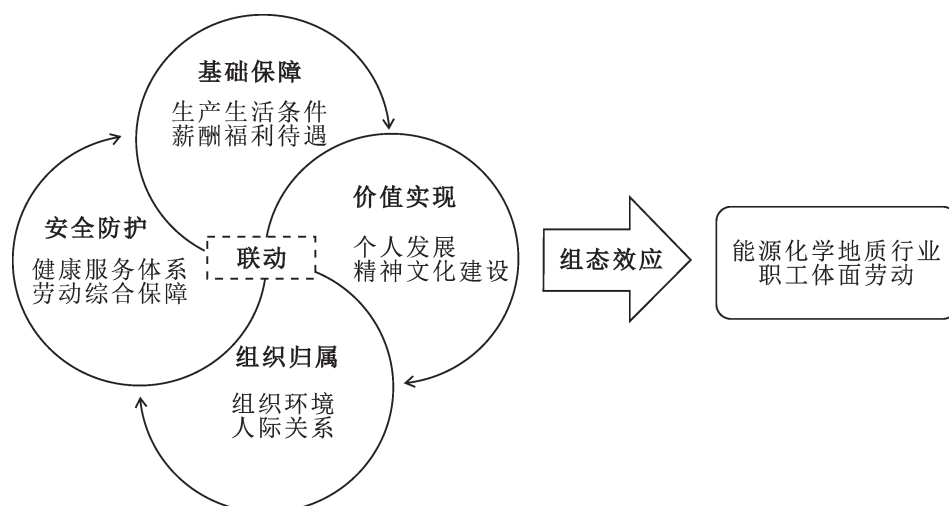 基础保障
生产生活条件
薪酬福利待遇
价值实现
个人发展
精神文化建设
安全防护
健康服务体系
劳动综合保障
联动
组织归属
组织环境
人际关系
组态效应
能源化学地质行业
职工体面劳动